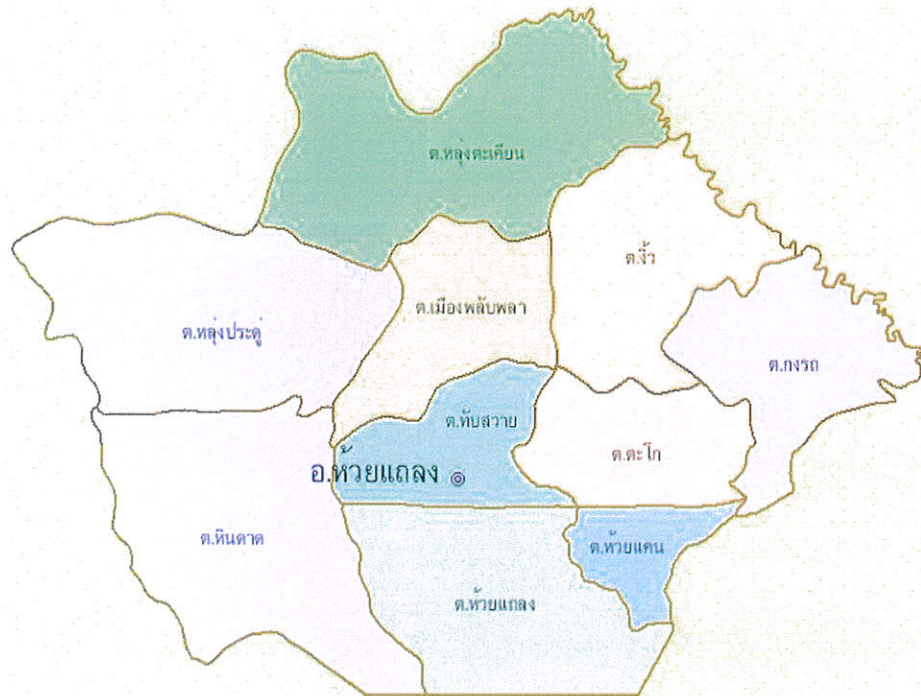 ต.หลุ่งตะเคียน
ต.งิ้ว
ต.เมืองพลับพลา
ต.หลุ่งประดู่
ต.กงรถ
ต.ทับสวาย
ต.ตะโก
อ.ห้วยแถลง
ต.หินดาด
ต.ห้วยแคน
ต.ห้วยแถลง